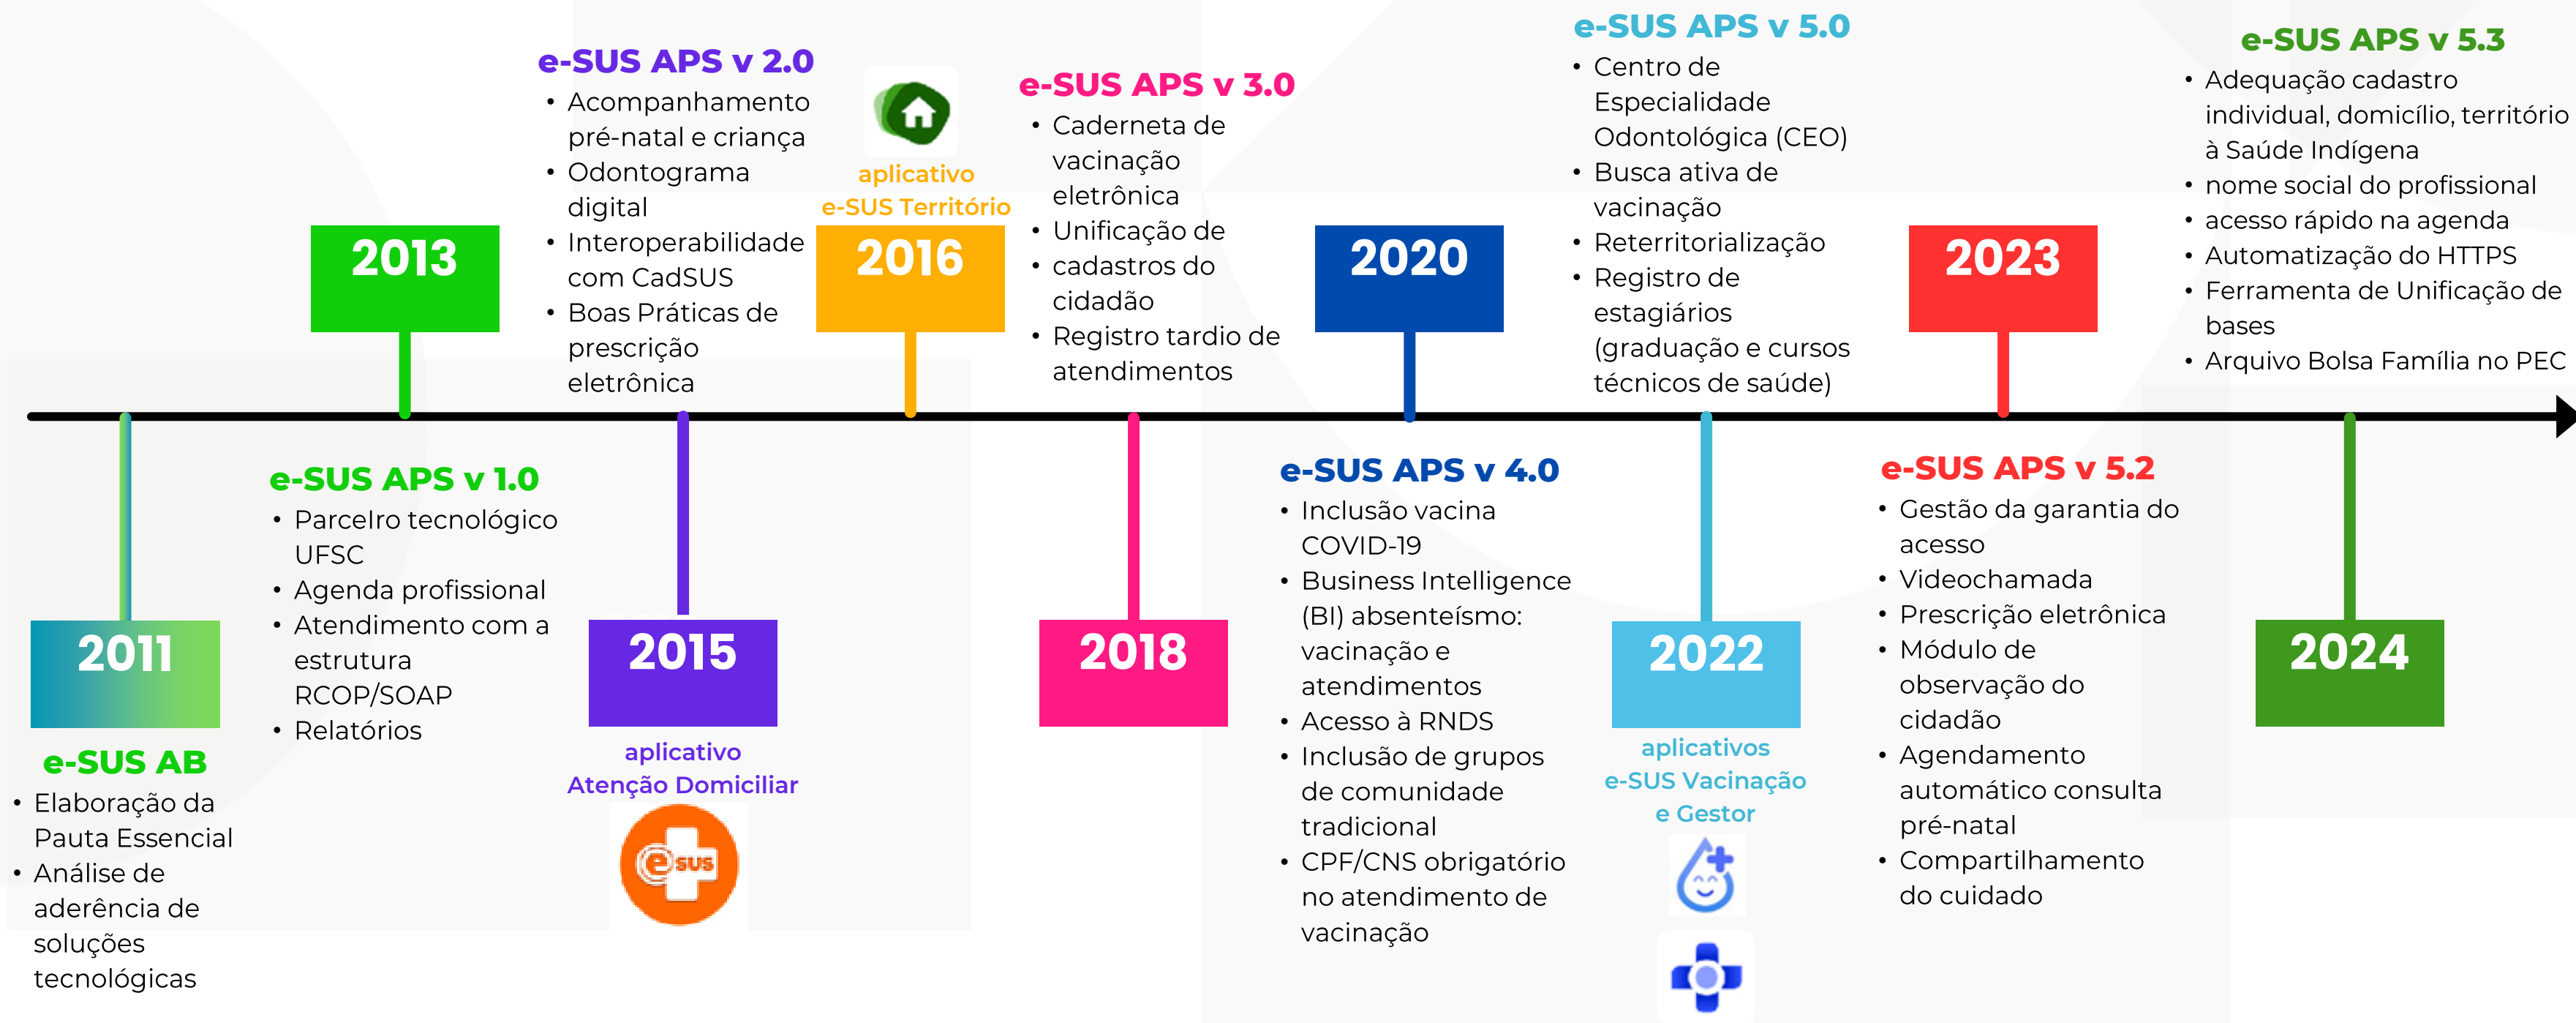 2011
e-SUS AB
• Elaboração da
Pauta Essencial
• Análise de
aderência de
soluções
tecnológicas
2013
e-SUS APS v 1.0
• ParceIro tecnológico
UFSC
• Agenda profissional
• Atendimento com a
estrutura
RCOP/SOAP
• Relatórios
e-SUS APS v 2.0
• Acompanhamento
pré-natal e criança
• Odontograma
digital
• Interoperabilidade
com CadSUS
• Boas Práticas de
prescrição
eletrônica
2015
aplicativo
Atenção Domiciliar
e sus
aplicativo
e-SUS Território
2016
e-SUS APS v 3.0
• Caderneta de
vacinação
eletrônica
• Unificação de
• cadastros do
cidadão
• Registro tardio de
atendimentos
2018
2020
e-SUS APS v 4.0
• Inclusão vacina
COVID-19
• Business Intelligence
(BI) absenteísmo:
vacinação e
atendimentos
• Acesso à RNDS
• Inclusão de grupos
de comunidade
tradicional
• CPF/CNS obrigatório
no atendimento de
vacinação
e-SUS APS v 5.0
• Centro de
Especialidade
Odontológica (CEO)
• Busca ativa de
vacinação
• Reterritorialização
• Registro de
estagiários
(graduação e cursos
técnicos de saúde)
2022
aplicativos
e-SUS Vacinação
e Gestor
2023
e-SUS APS v 5.2
• Gestão da garantia do
acesso
• Videochamada
• Prescrição eletrônica
• Módulo de
observação do
cidadão
• Agendamento
automático consulta
pré-natal
• Compartilhamento
do cuidado
e-SUS APS v 5.3
• Adequação cadastro
individual, domicílio, território
à Saúde Indígena
• nome social do profissional
• acesso rápido na agenda
• Automatização do HTTPS
• Ferramenta de Unificação de
bases
• Arquivo Bolsa Família no PEC
2024